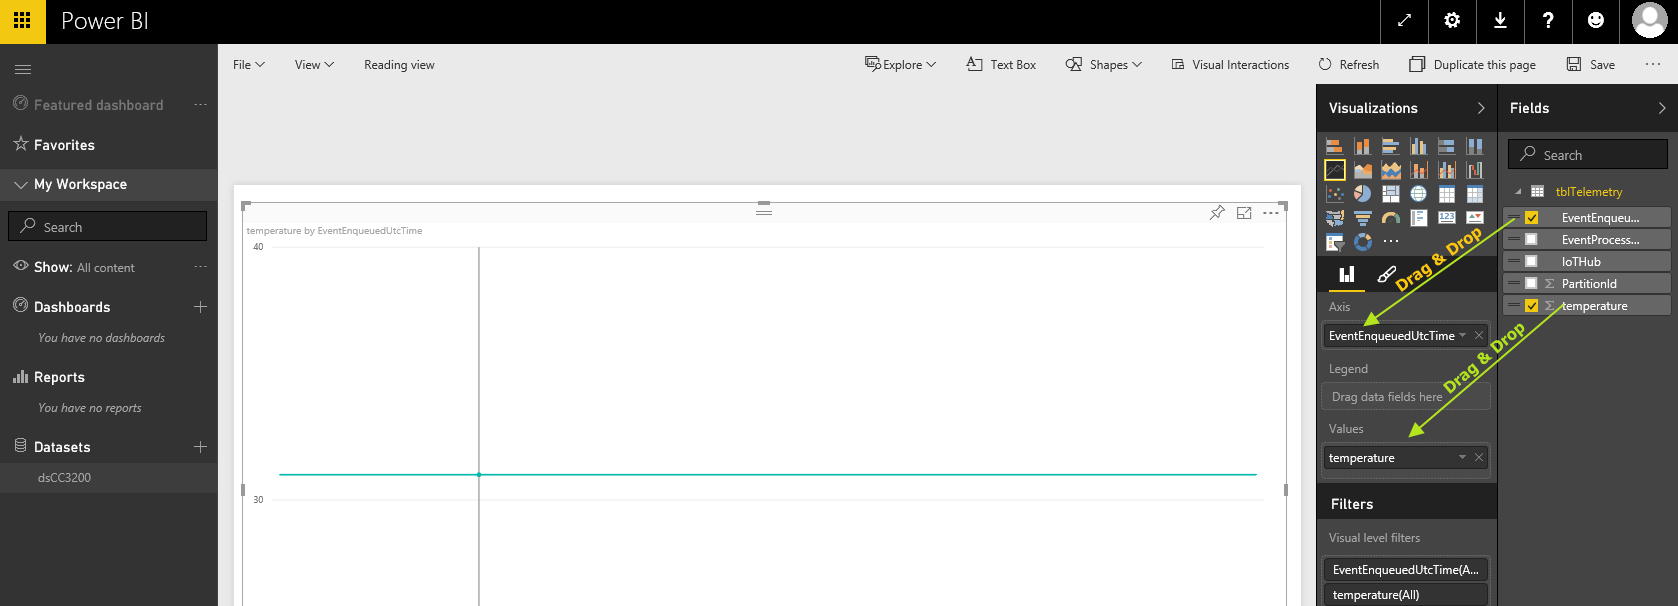 Power BI
?
File
View
Reading view
Explore
Text Box
Shapes
Visual Interactions
Refresh
Duplicate this page
Save
...
Featured dashboard
...
Favorites
My Workspace
Search
Show: All content
...
Dashboards
You have no dashboards
Reports
You have no reports
Datasets
dsCC3200
temperature by EventEnqueuedUtcTime
40
30
Visualizations
123
...
Axis
EventEnqueuedUtcTime
Legend
Drag data fields here
Values
temperature
Filters
Visual level filters
EventEnqueuedUtcTime(A...
temperature(All)
Drag & Drop
Drag & Drop
Fields
Search
tblTelemetry
EventEnqueu...
EventProcess...
IoTHub
Σ PartitionId
Σ temperature